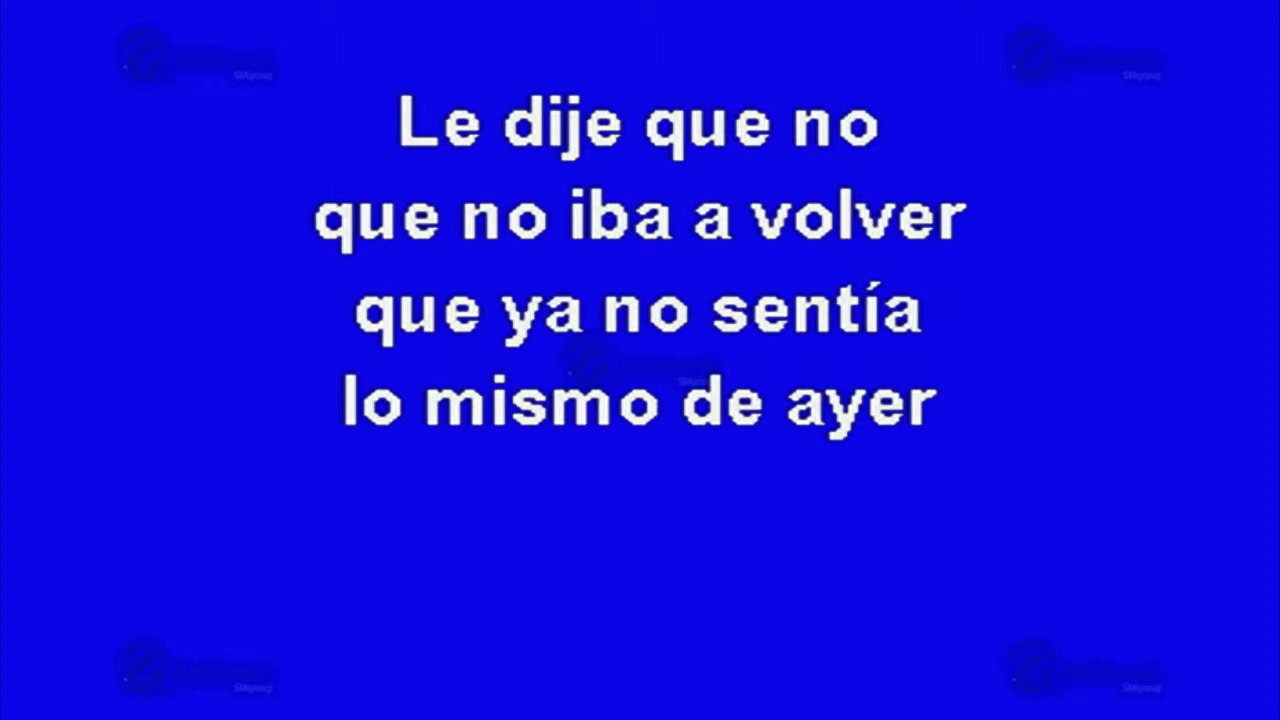 Le dije que no
que no iba a volver
que ya no sentía
lo mismo de ayer